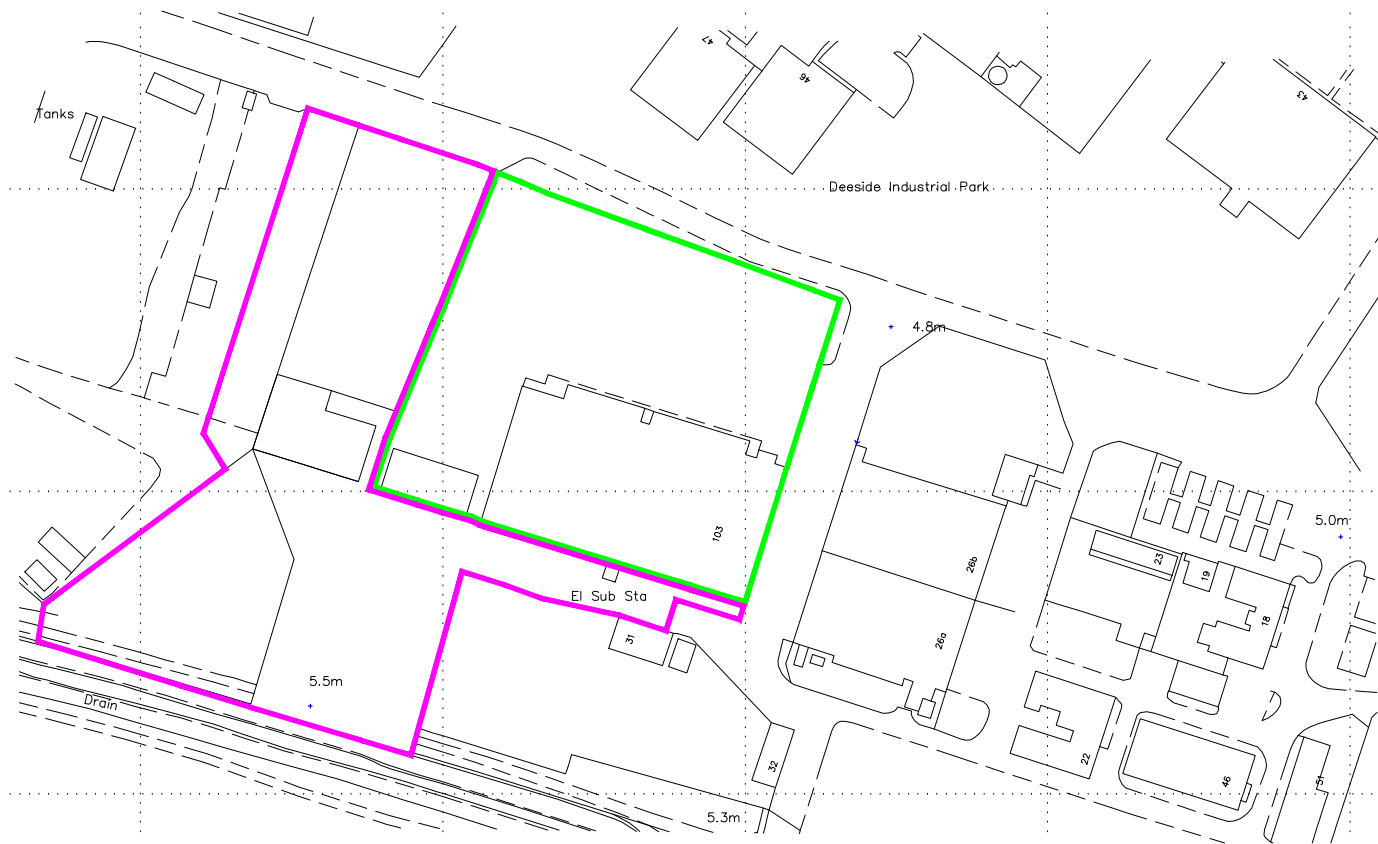 47
46
43
Tanks
Deeside Industrial Park
4.8m
5.0m
103
26b
23
19
18
El Sub Sta
31
26a
5.5m
Drain
32
22
46
51
5.3m